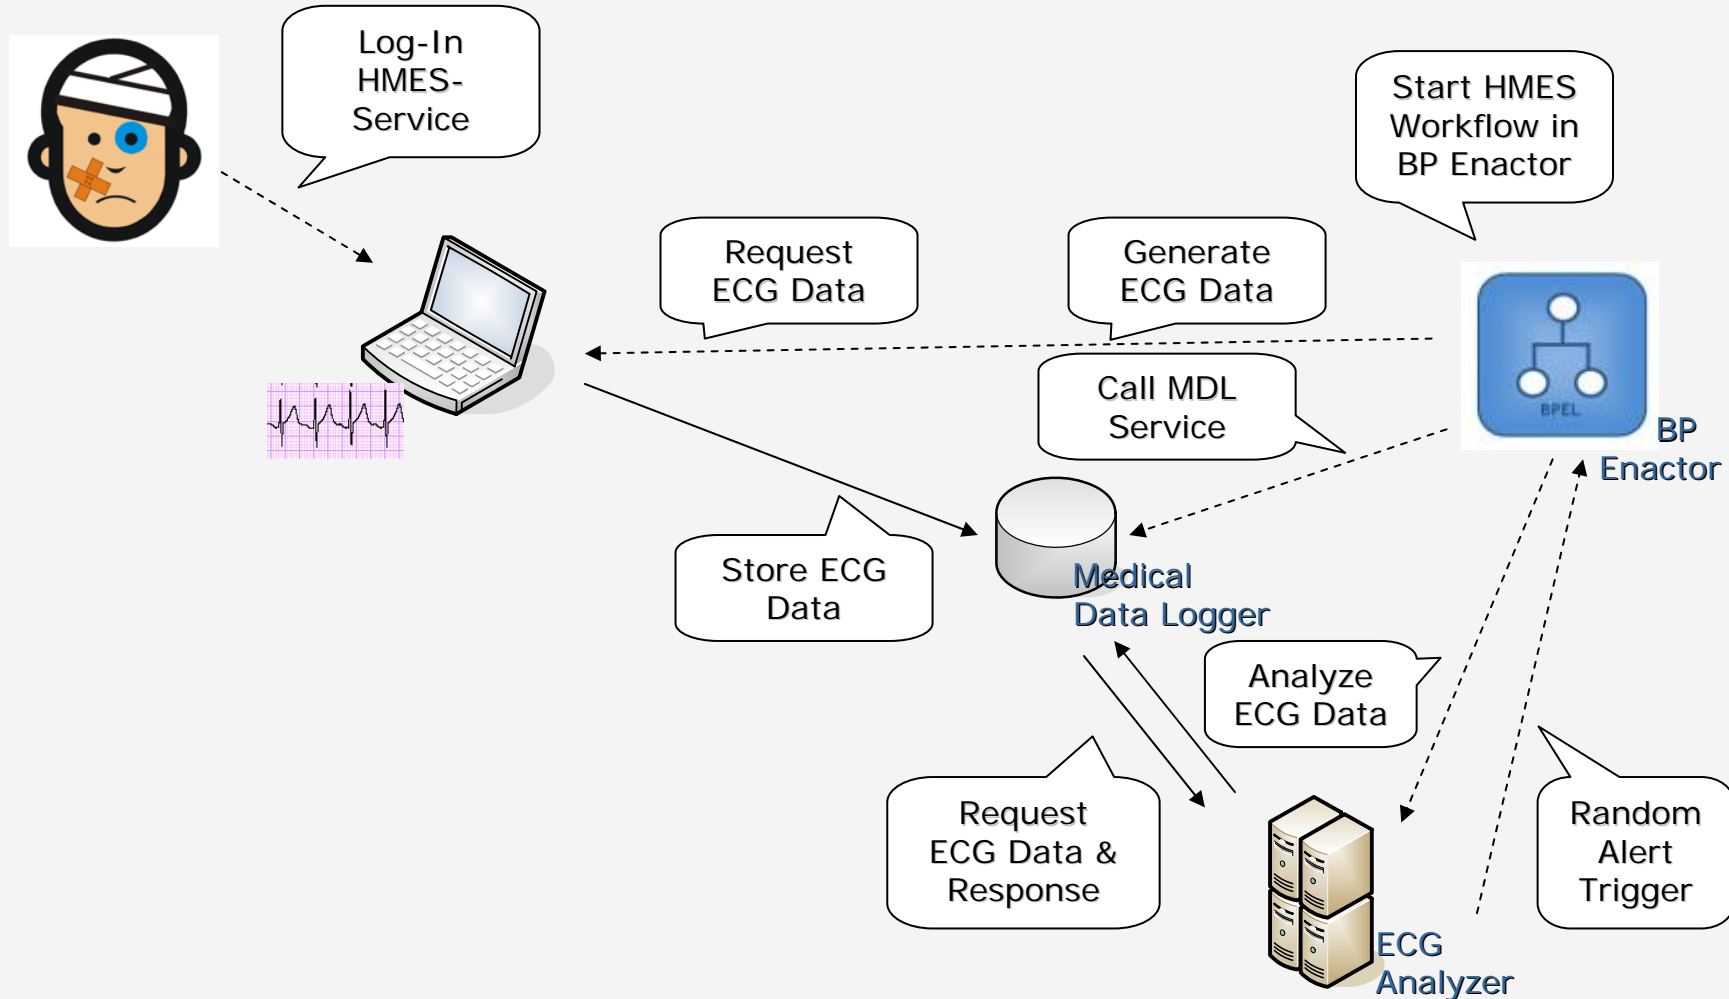 Log-In
HMES-
Service
Start HMES
Workflow in
BP Enactor
Request
ECG Data
Generate
ECG Data
Call MDL
Service
BPEL
BP
Enactor
Store ECG
Data
Medical
Data Logger
Analyze
ECG Data
Request
ECG Data &
Response
Random
Alert
Trigger
ECG
Analyzer